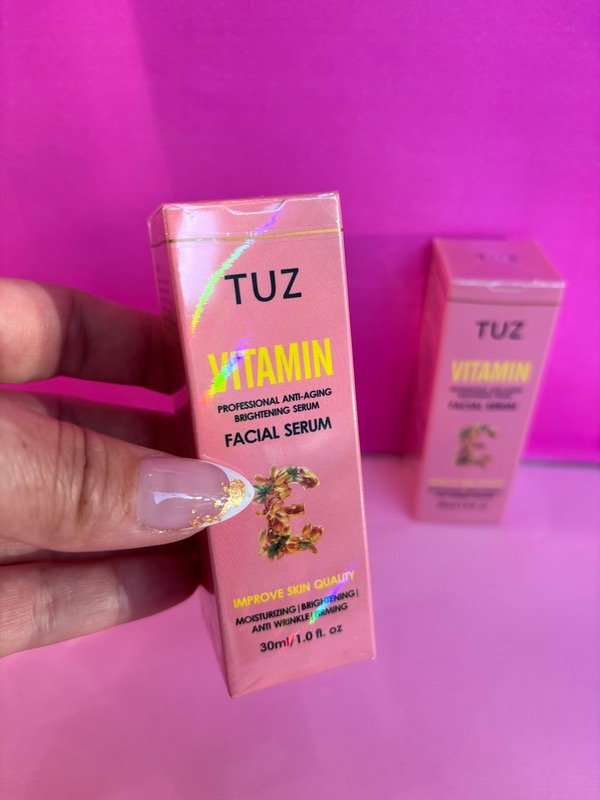 TUZ
VITAMIN
PROFESSIONAL ANTI-AGING
BRIGHTENING SERUM
FACIAL SERUM
E
IMPROVE SKIN QUALITY
MOISTURIZING | BRIGHTENING |
ANTI WRINKLE | FIRMING
30ml/1.0 fl. oz
TUZ
VITAMIN
FACIAL SERUM
E